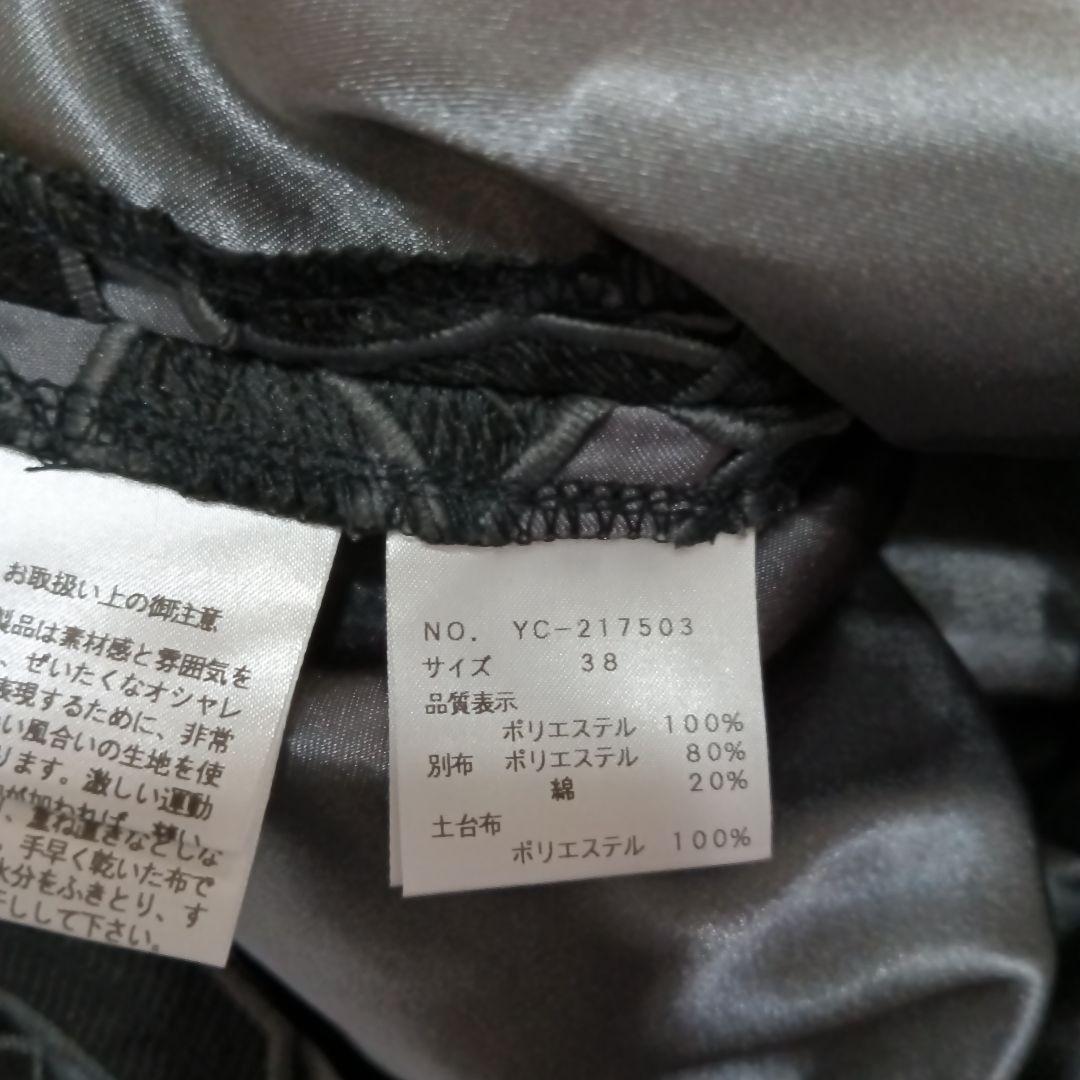 お取扱い上の御注意
製品は素材感と雰囲気を
、ぜいたくなオシャレ
表現するために、非常
い風合いの生地を使
ります。激しい運動
が加われば、
、重ね置きなどしな
、手早く乾いた布で
水分をふきとり、す
干しして下さい。
NO. YC-217503
サイズ 38
品質表示
ポリエステル 100%
別布 ポリエステル 80%
綿 20%
土台布
ポリエステル 100%